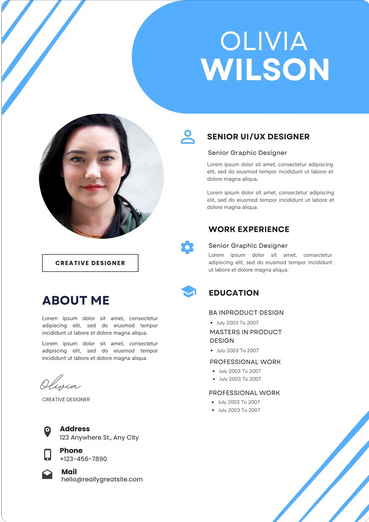 OLIVIA
WILSON
CREATIVE DESIGNER
ABOUT ME
Lorem ipsum dolor sit amet, consectetur
adipiscing elit, sed do eiusmod tempor
incididunt ut labore et dolore magna aliqua.
Lorem ipsum dolor sit amet, consectetur
adipiscing elit, sed do eiusmod tempor
incididunt ut labore et dolore magna aliqua.
Olivia
CREATIVE DESIGNER
Address
123 Anywhere St., Any City
Phone
+123-456-7890
Mail
hello@reallygreatsite.com
SENIOR UI/UX DESIGNER
Senior Graphic Designer
Lorem ipsum dolor sit amet, consectetur adipiscing
elit, sed do eiusmod tempor incididunt ut labore et
dolore magna aliqua.
Lorem ipsum dolor sit amet, consectetur adipiscing
elit, sed do eiusmod tempor incididunt ut labore et
dolore magna aliqua.
WORK EXPERIENCE
Senior Graphic Designer
Lorem ipsum dolor sit amet, consectetur
adipiscing elit, sed do eiusmod tempor incididunt
ut labore et dolore magna aliqua.
EDUCATION
BA INPRODUCT DESIGN
• July 2003 To 2007
MASTERS IN PRODUCT
DESIGN
• July 2003 To 2007
PROFESSIONAL WORK
• July 2003 To 2007
• July 2003 To 2007
PROFESSIONAL WORK
• July 2003 To 2007
• July 2003 To 2007